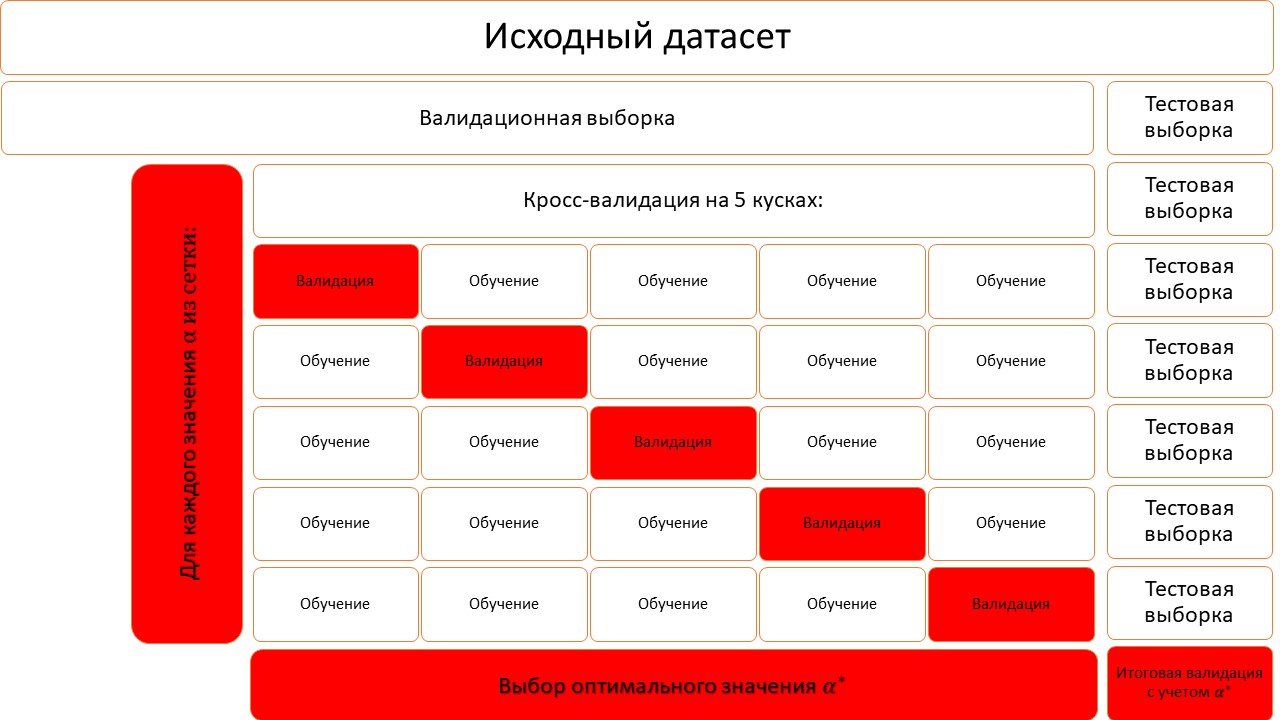 Исходный датасет
Валидационная выборка
Тестовая
выборка
Для каждого значения α из сетки:
Кросс-валидация на 5 кусках:
Тестовая
выборка
Валидация
Обучение
Обучение
Обучение
Обучение
Тестовая
выборка
Обучение
Валидация
Обучение
Обучение
Обучение
Тестовая
выборка
Обучение
Обучение
Валидация
Обучение
Обучение
Тестовая
выборка
Обучение
Обучение
Обучение
Валидация
Обучение
Тестовая
выборка
Обучение
Обучение
Обучение
Обучение
Валидация
Тестовая
выборка
Выбор оптимального значения α*
Итоговая валидация
с учетом α*